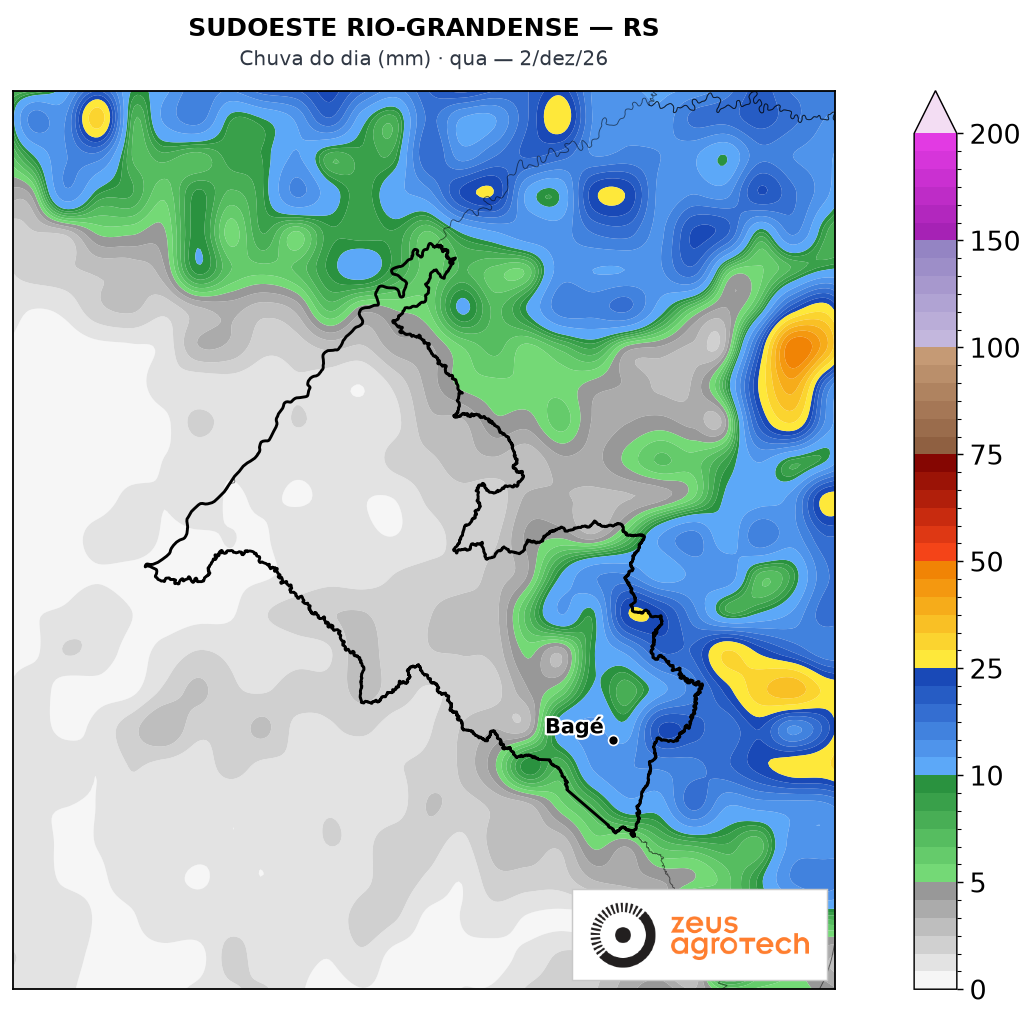 SUDOESTE RIO-GRANDENSE — RS
Chuva do dia (mm) · qua — 2/dez/26
200
150
100
75
50
25
10
5
0
Bagé
zeus
agrotech